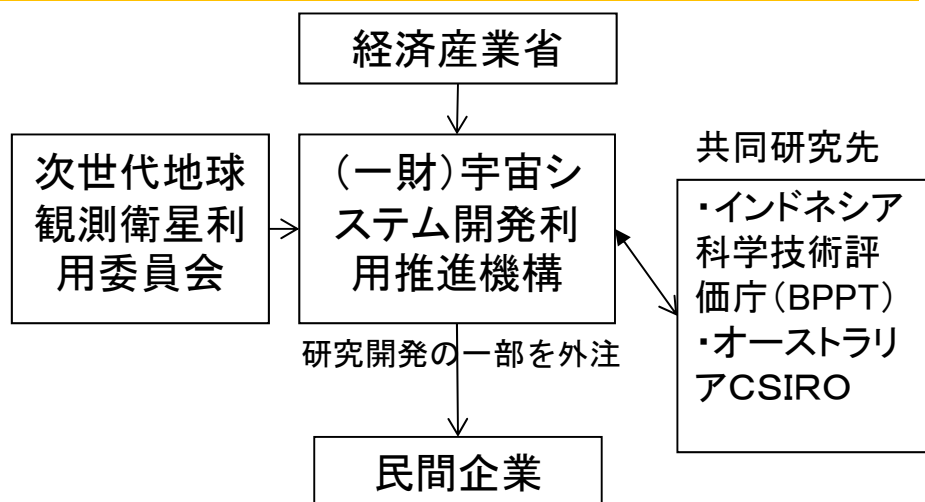 経済産業省
次世代地球
観測衛星利
用委員会
(一財)宇宙シ
ステム開発利
用推進機構
共同研究先
・インドネシア
科学技術評
価庁(BPPT)
・オーストラリ
アCSIRO
研究開発の一部を外注
民間企業